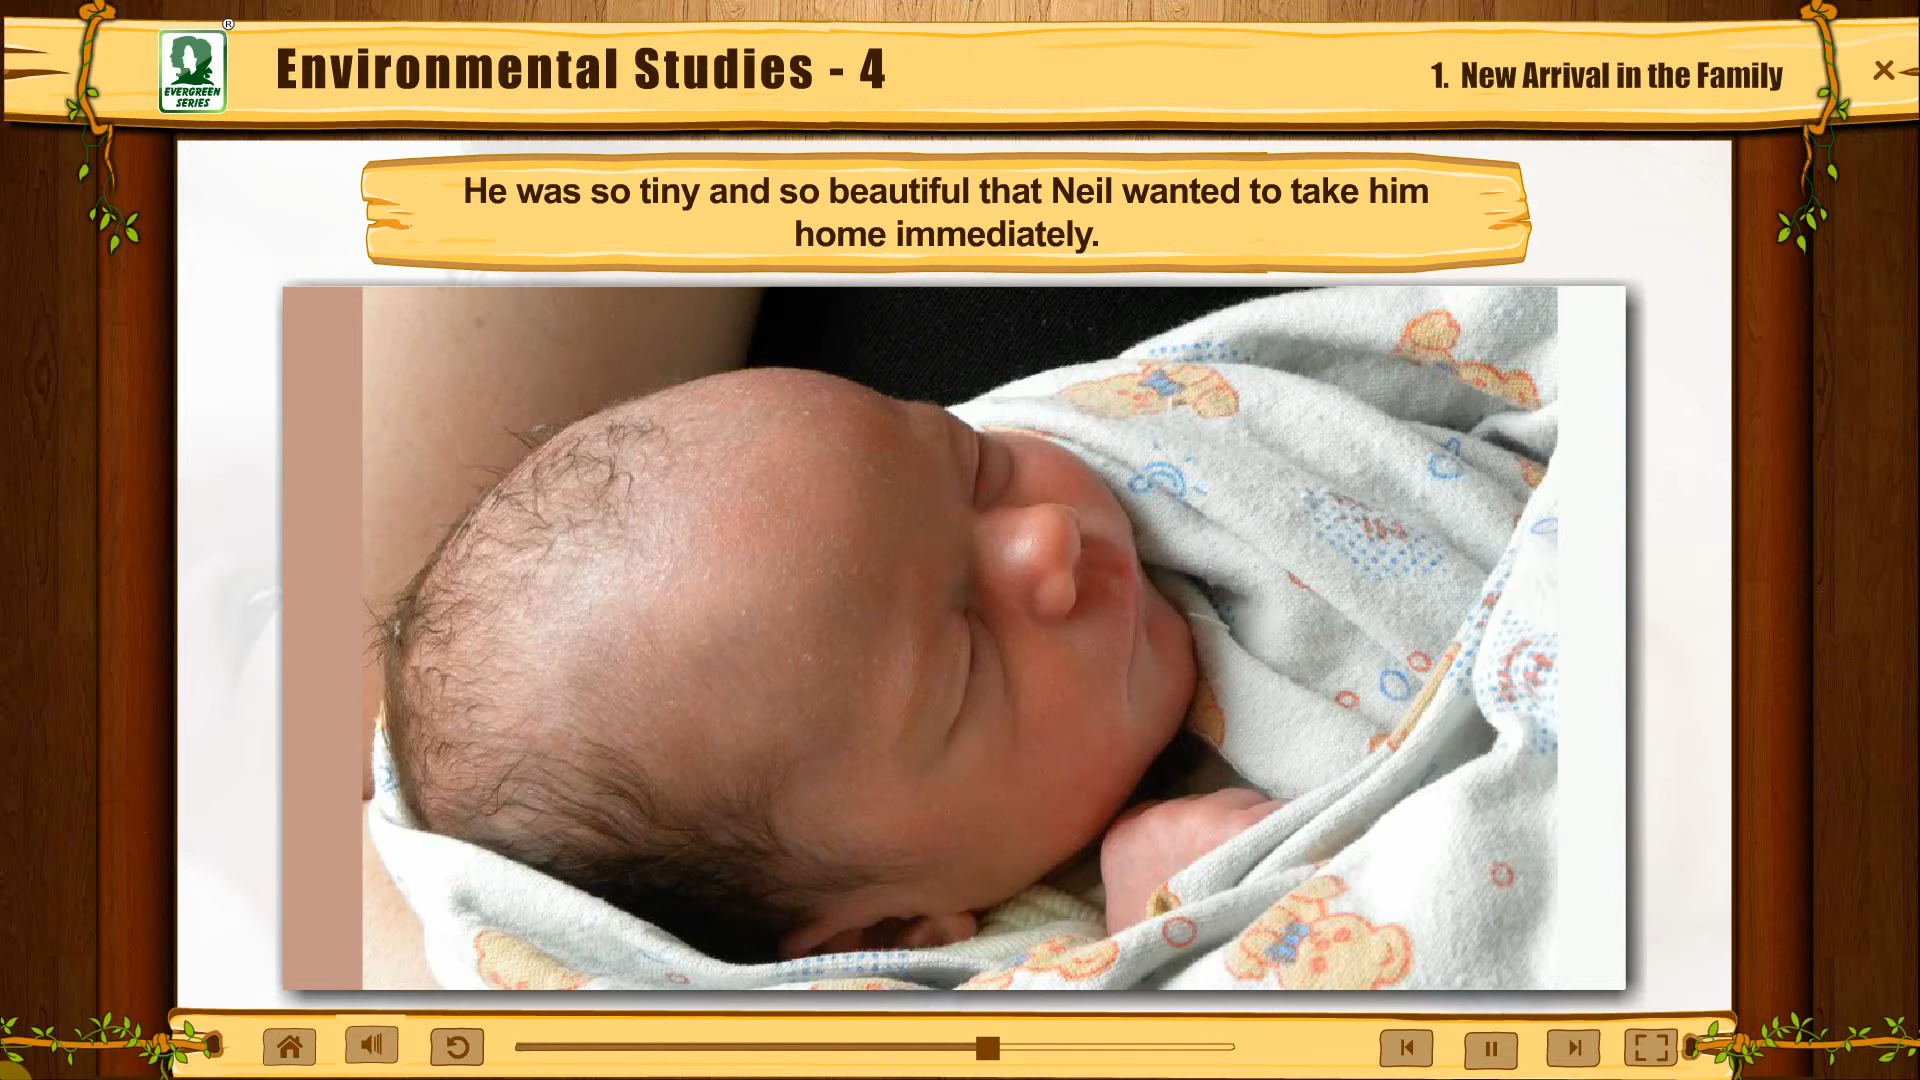 ®
EVERGREEN
SERIES
Environmental Studies - 4
1. New Arrival in the Family
He was so tiny and so beautiful that Neil wanted to take him
home immediately.